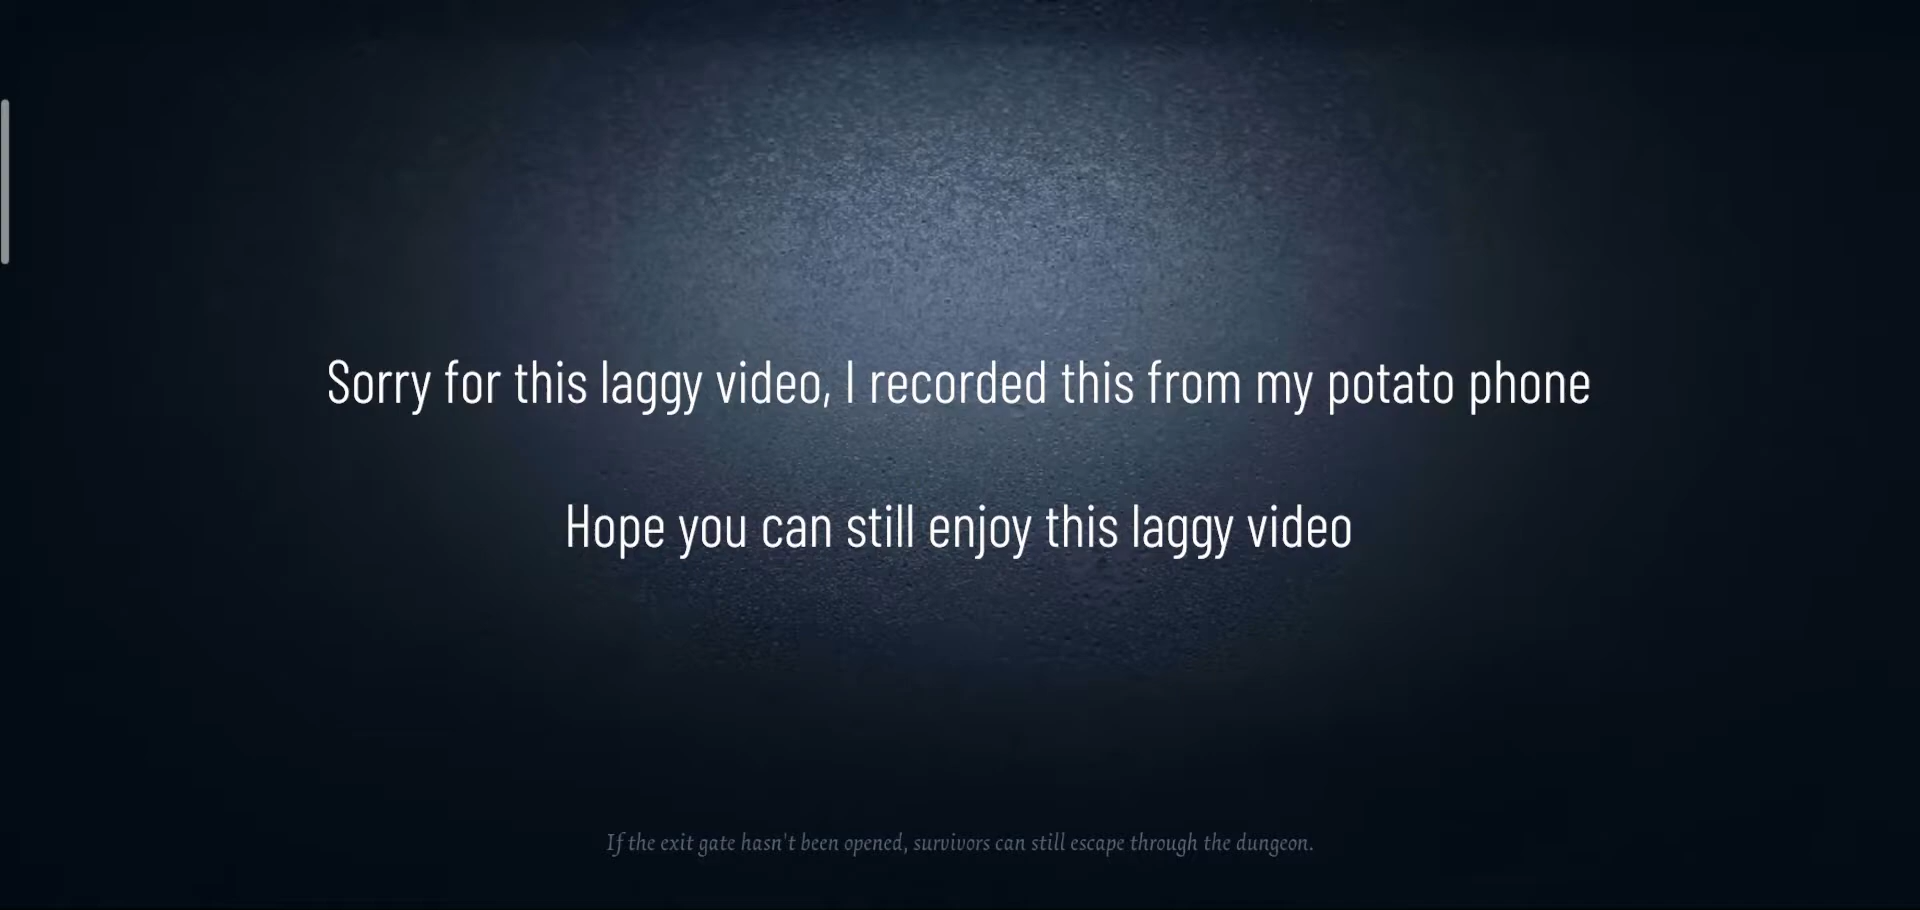 Sorry for this laggy video, I recorded this from my potato phone
Hope you can still enjoy this laggy video
If the exit gate hasn't been opened, survivors can still escape through the dungeon.